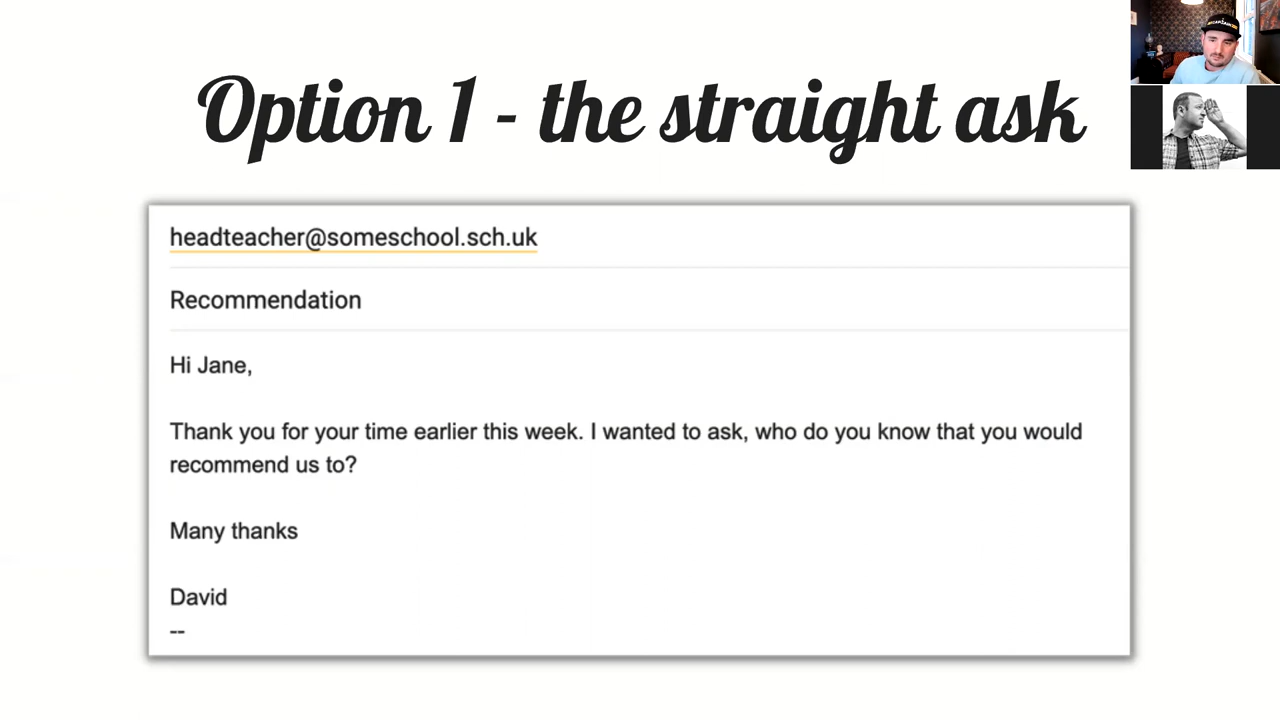 Option 1 - the straight ask
headteacher@someschool.sch.uk
Recommendation
Hi Jane,
Thank you for your time earlier this week. I wanted to ask, who do you know that you would
recommend us to?
Many thanks
David
--